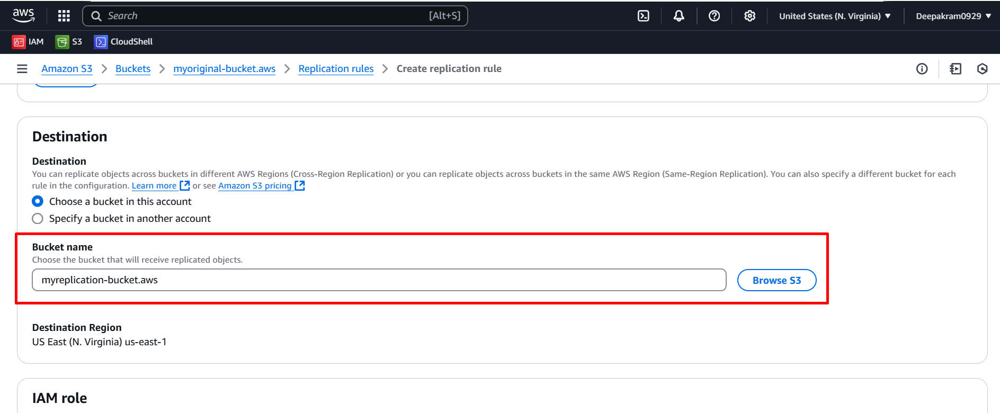 aws
Search [Alt+S]
United States (N. Virginia) Deepakram0929
IAM S3 CloudShell
Amazon S3 Buckets myoriginal-bucket.aws Replication rules Create replication rule
Destination
Destination
You can replicate objects across buckets in different AWS Regions (Cross-Region Replication) or you can replicate objects across buckets in the same AWS Region (Same-Region Replication). You can also specify a different bucket for each
rule in the configuration. Learn more or see Amazon S3 pricing
Choose a bucket in this account
Specify a bucket in another account
Bucket name
Choose the bucket that will receive replicated objects.
myreplication-bucket.aws
Browse S3
Destination Region
US East (N. Virginia) us-east-1
IAM role